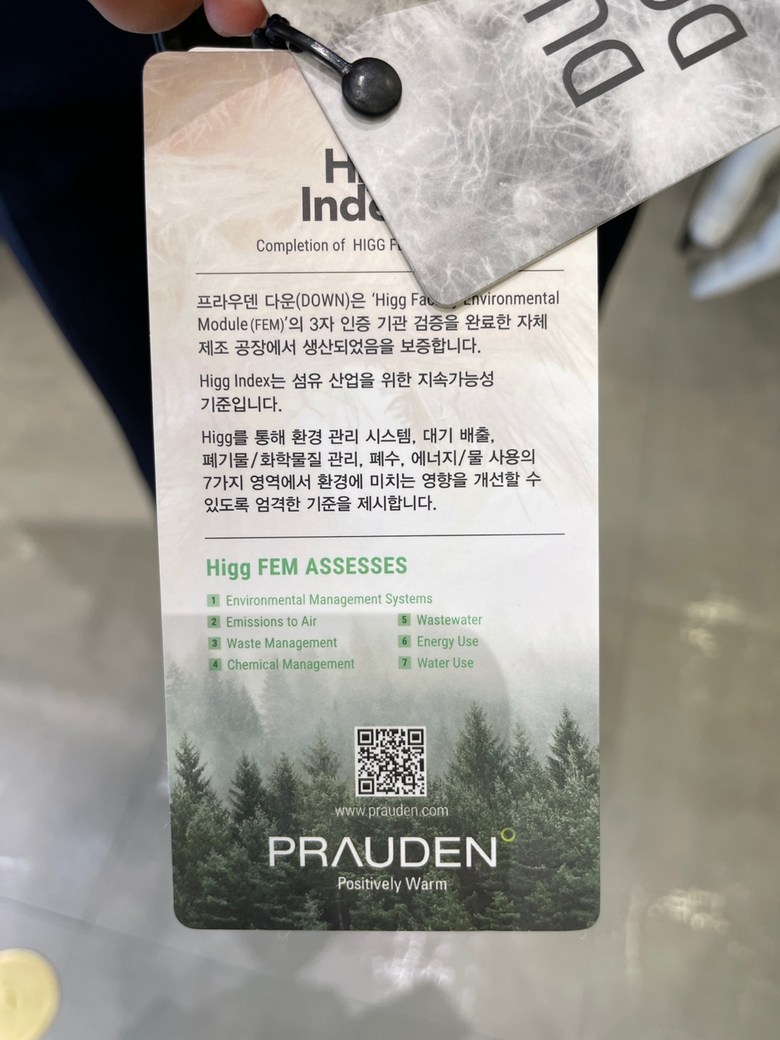 Completion of HIGG
프라우덴 다운(DOWN)은 ‘Higg Environmental
Module(FEM)’의 3자 인증 기관 검증을 완료한 자체
제조 공장에서 생산되었음을 보증합니다.
Higg Index는 섬유 산업을 위한 지속가능성
기준입니다.
Higg를 통해 환경 관리 시스템, 대기 배출,
폐기물/화학물질 관리, 폐수, 에너지/물 사용의
7가지 영역에서 환경에 미치는 영향을 개선할 수
있도록 엄격한 기준을 제시합니다.
Higg FEM ASSESSES
1 Environmental Management Systems
2 Emissions to Air
3 Waste Management
4 Chemical Management
5 Wastewater
6 Energy Use
7 Water Use
www.prauden.com
PRAUDEN
Positively Warm